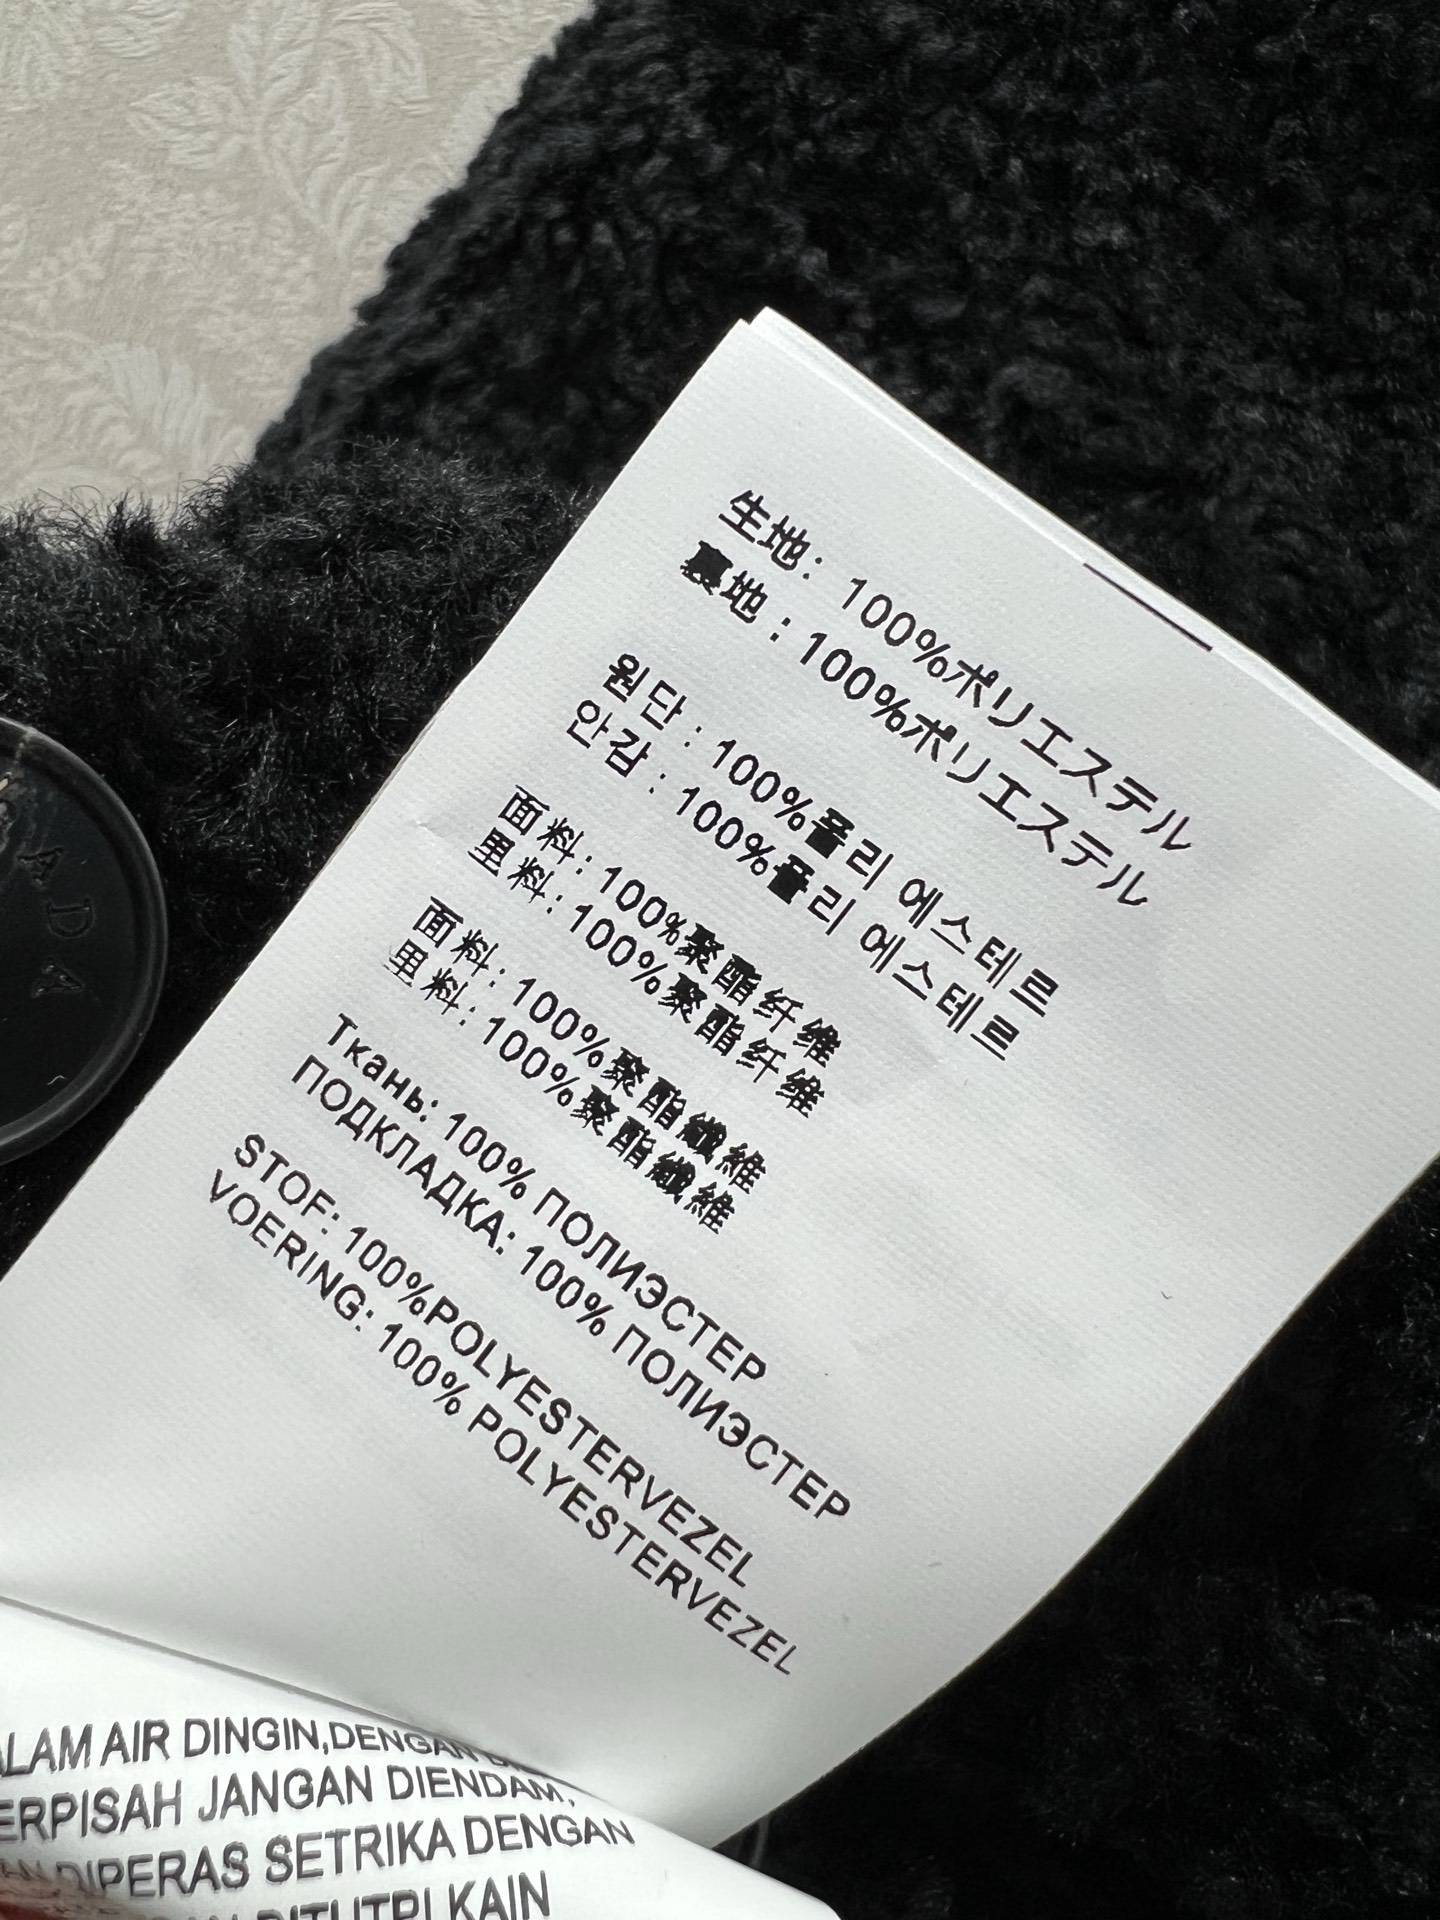 生地：100%ポリエステル
裏地：100%ポリエステル
원단：100%폴리 에스테르
안감：100%폴리 에스테르
面料：100%聚酯纤维
里料：100%聚酯纤维
面料：100%聚酯纖維
里料：100%聚酯纖維
Ткань: 100% ПОЛИЭСТЕР
ПОДКЛАДКА: 100% ПОЛИЭСТЕР
STOF: 100%POLYESTERVEZEL
VOERING: 100% POLYESTERVEZEL
ALAM AIR DINGIN,DENGAN
ERPISAH JANGAN DIENDAM,
DIPERAS SETRIKA DENGAN
KAIN
ADA